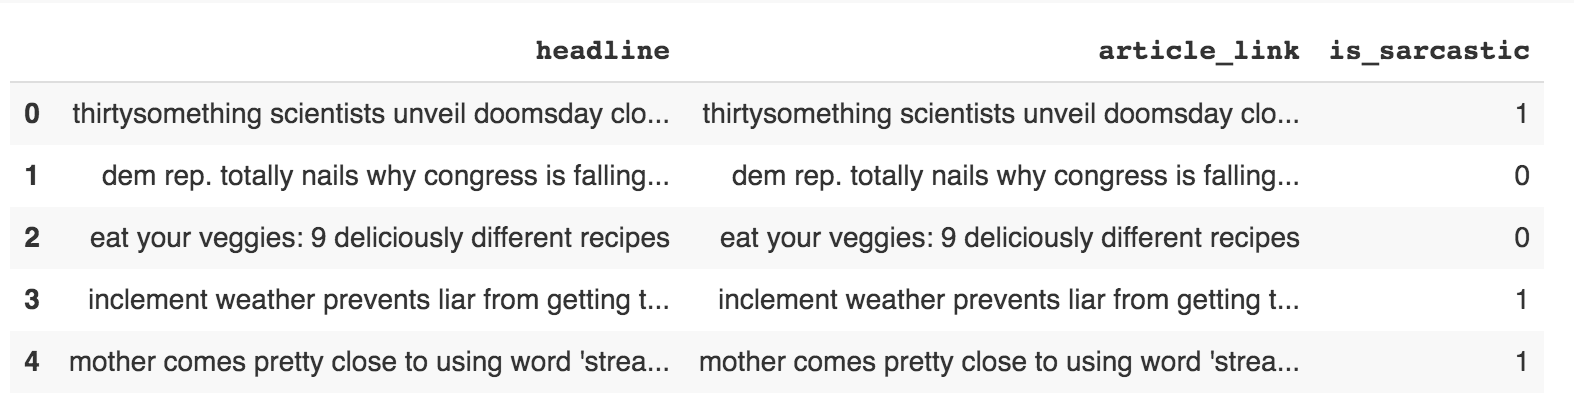 headline article_link is_sarcastic
0 thirtysomething scientists unveil doomsday clo... thirtysomething scientists unveil doomsday clo... 1
1 dem rep. totally nails why congress is falling... dem rep. totally nails why congress is falling... 0
2 eat your veggies: 9 deliciously different recipes eat your veggies: 9 deliciously different recipes 0
3 inclement weather prevents liar from getting t... inclement weather prevents liar from getting t... 1
4 mother comes pretty close to using word 'strea... mother comes pretty close to using word 'strea... 1